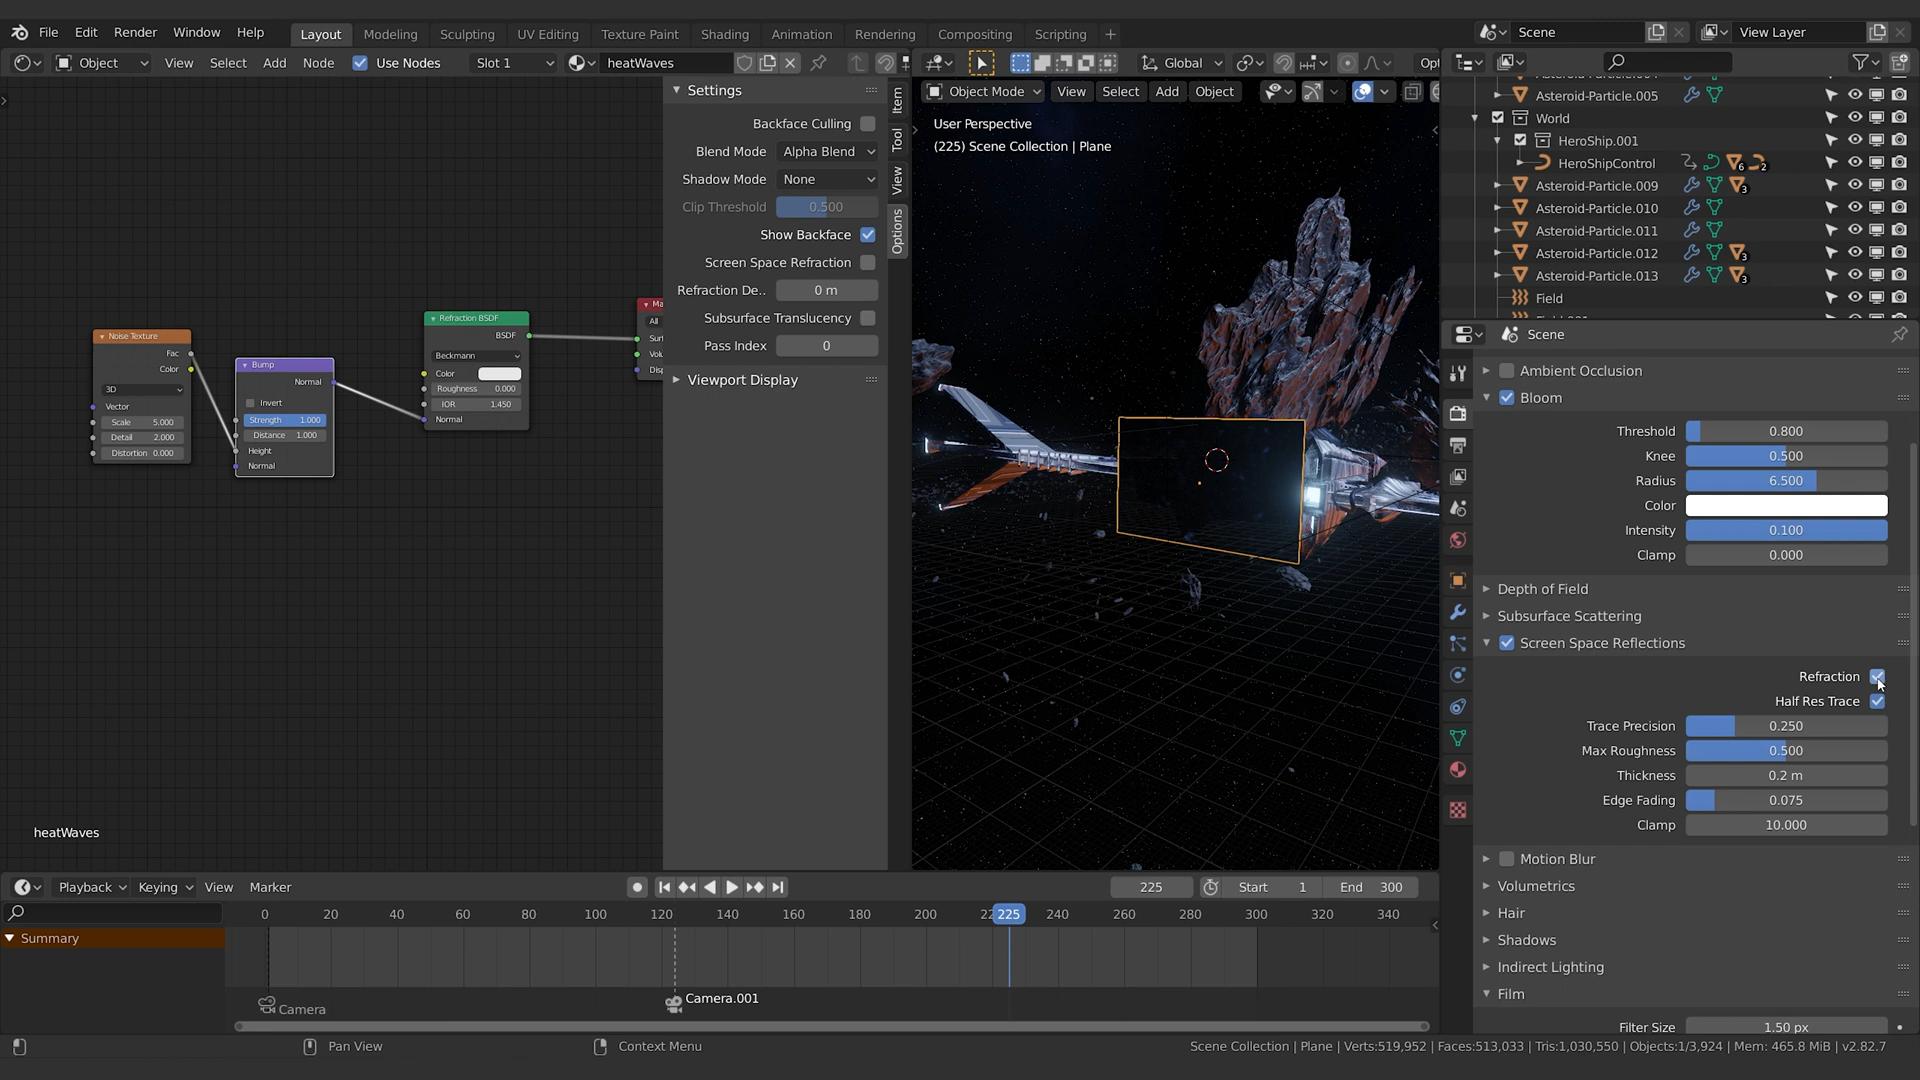 File Edit Render Window Help Layout Modeling Sculpting UV Editing Texture Paint Shading Animation Rendering Compositing Scripting + Scene View Layer
Object View Select Add Node Use Nodes Slot 1 heatWaves Global Opt
Settings
Backface Culling
Blend Mode Alpha Blend
Shadow Mode None
Clip Threshold 0.500
Show Backface
Screen Space Refraction
Refraction De.. 0 m
Subsurface Translucency
Pass Index 0
Viewport Display
Item
Tool
View
Options
Noise Texture
Fac
Color
3D
Vector
Scale 5.000
Detail 2.000
Distortion 0.000
Bump
Normal
Invert
Strength 1.000
Distance 1.000
Height
Normal
Refraction BSDF
BSDF
Beckmann
Color
Roughness 0.000
IOR 1.450
Normal
Ma
All
Surf
Volu
Disp
heatWaves
Object Mode View Select Add Object
User Perspective
(225) Scene Collection | Plane
Asteroid-Particle.005
World
HeroShip.001
HeroShipControl 6 2
Asteroid-Particle.009 3
Asteroid-Particle.010
Asteroid-Particle.011
Asteroid-Particle.012 3
Asteroid-Particle.013 3
Field
Scene
Ambient Occlusion
Bloom
Threshold 0.800
Knee 0.500
Radius 6.500
Color
Intensity 0.100
Clamp 0.000
Depth of Field
Subsurface Scattering
Screen Space Reflections
Refraction
Half Res Trace
Trace Precision 0.250
Max Roughness 0.500
Thickness 0.2 m
Edge Fading 0.075
Clamp 10.000
Motion Blur
Volumetrics
Hair
Shadows
Indirect Lighting
Film
Filter Size 1.50 px
Playback Keying View Marker 225 Start 1 End 300
0 20 40 60 80 100 120 140 160 180 200 22 225 240 260 280 300 320 340
Summary
Camera
Camera.001
Pan View Context Menu Scene Collection | Plane | Verts:519,952 | Faces:513,033 | Tris:1,030,550 | Objects:1/3,924 | Mem: 465.8 MiB | v2.82.7